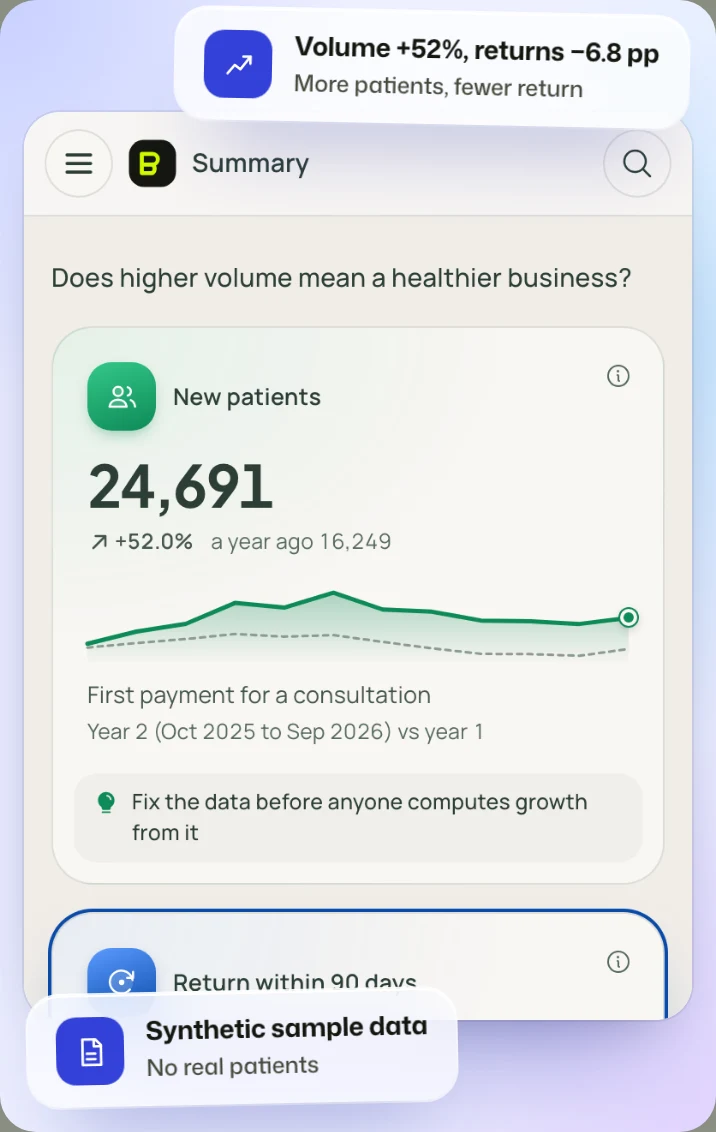 Volume +52%, returns −6.8 pp
More patients, fewer return
Summary
Does higher volume mean a healthier business?
New patients
24,691
+52.0% a year ago 16,249
First payment for a consultation
Year 2 (Oct 2025 to Sep 2026) vs year 1
Fix the data before anyone computes growth
from it
Return within 90 days
Synthetic sample data
No real patients